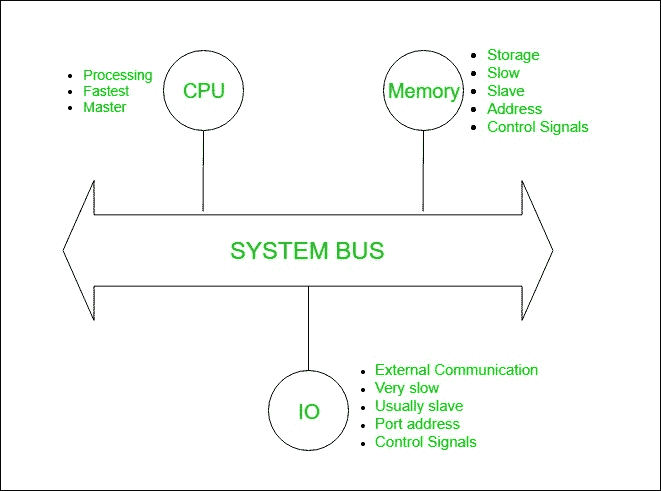 Processing
Fastest
Master
CPU
Memory
Storage
Slow
Slave
Address
Control Signals
SYSTEM BUS
IO
External Communication
Very slow
Usually slave
Port address
Control Signals